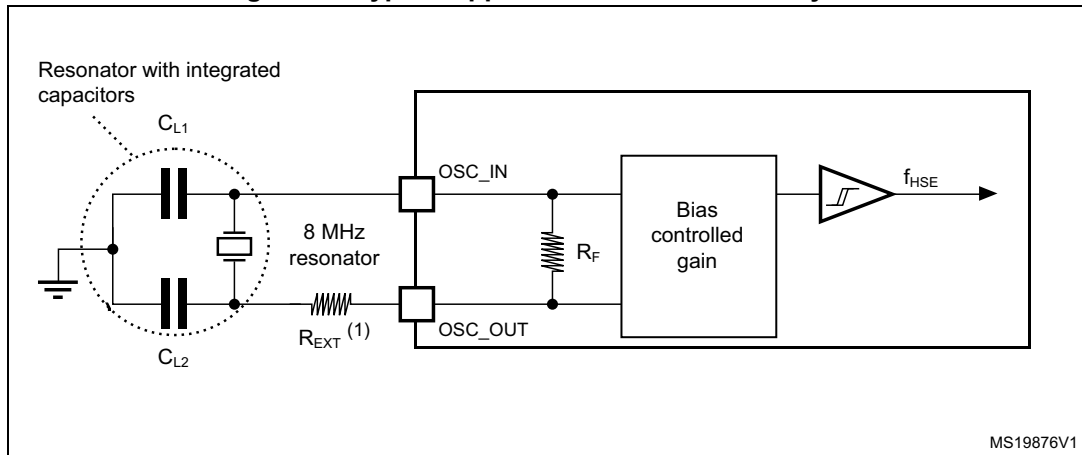 Resonator with integrated
capacitors
CL1
OSC_IN
fHSE
8 MHz
resonator
RF
Bias
controlled
gain
REXT (1)
OSC_OUT
CL2
MS19876V1